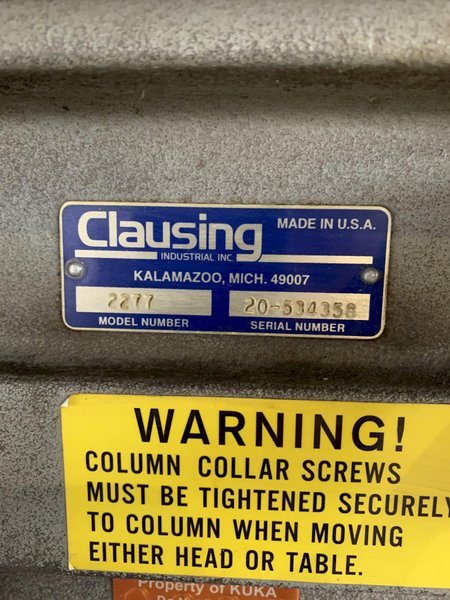 Clausing
INDUSTRIAL INC.
MADE IN U.S.A.
KALAMAZOO, MICH. 49007
2277
20-534358
MODEL NUMBER
SERIAL NUMBER
WARNING!
COLUMN COLLAR SCREWS
MUST BE TIGHTENED SECURELY
TO COLUMN WHEN MOVING
EITHER HEAD OR TABLE.
Property of KUKA